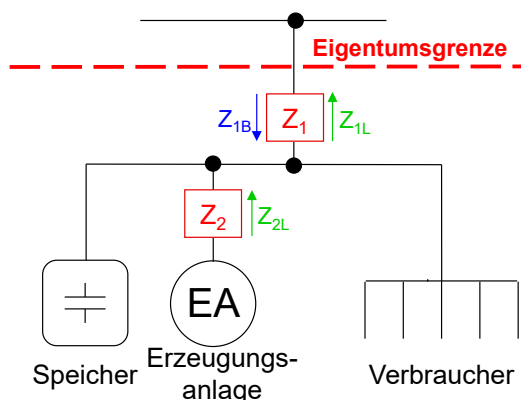 Eigentumsgrenze
Z1B
Z1
Z1L
Z2
Z2L
EA
Speicher
Erzeugungs-
anlage
Verbraucher